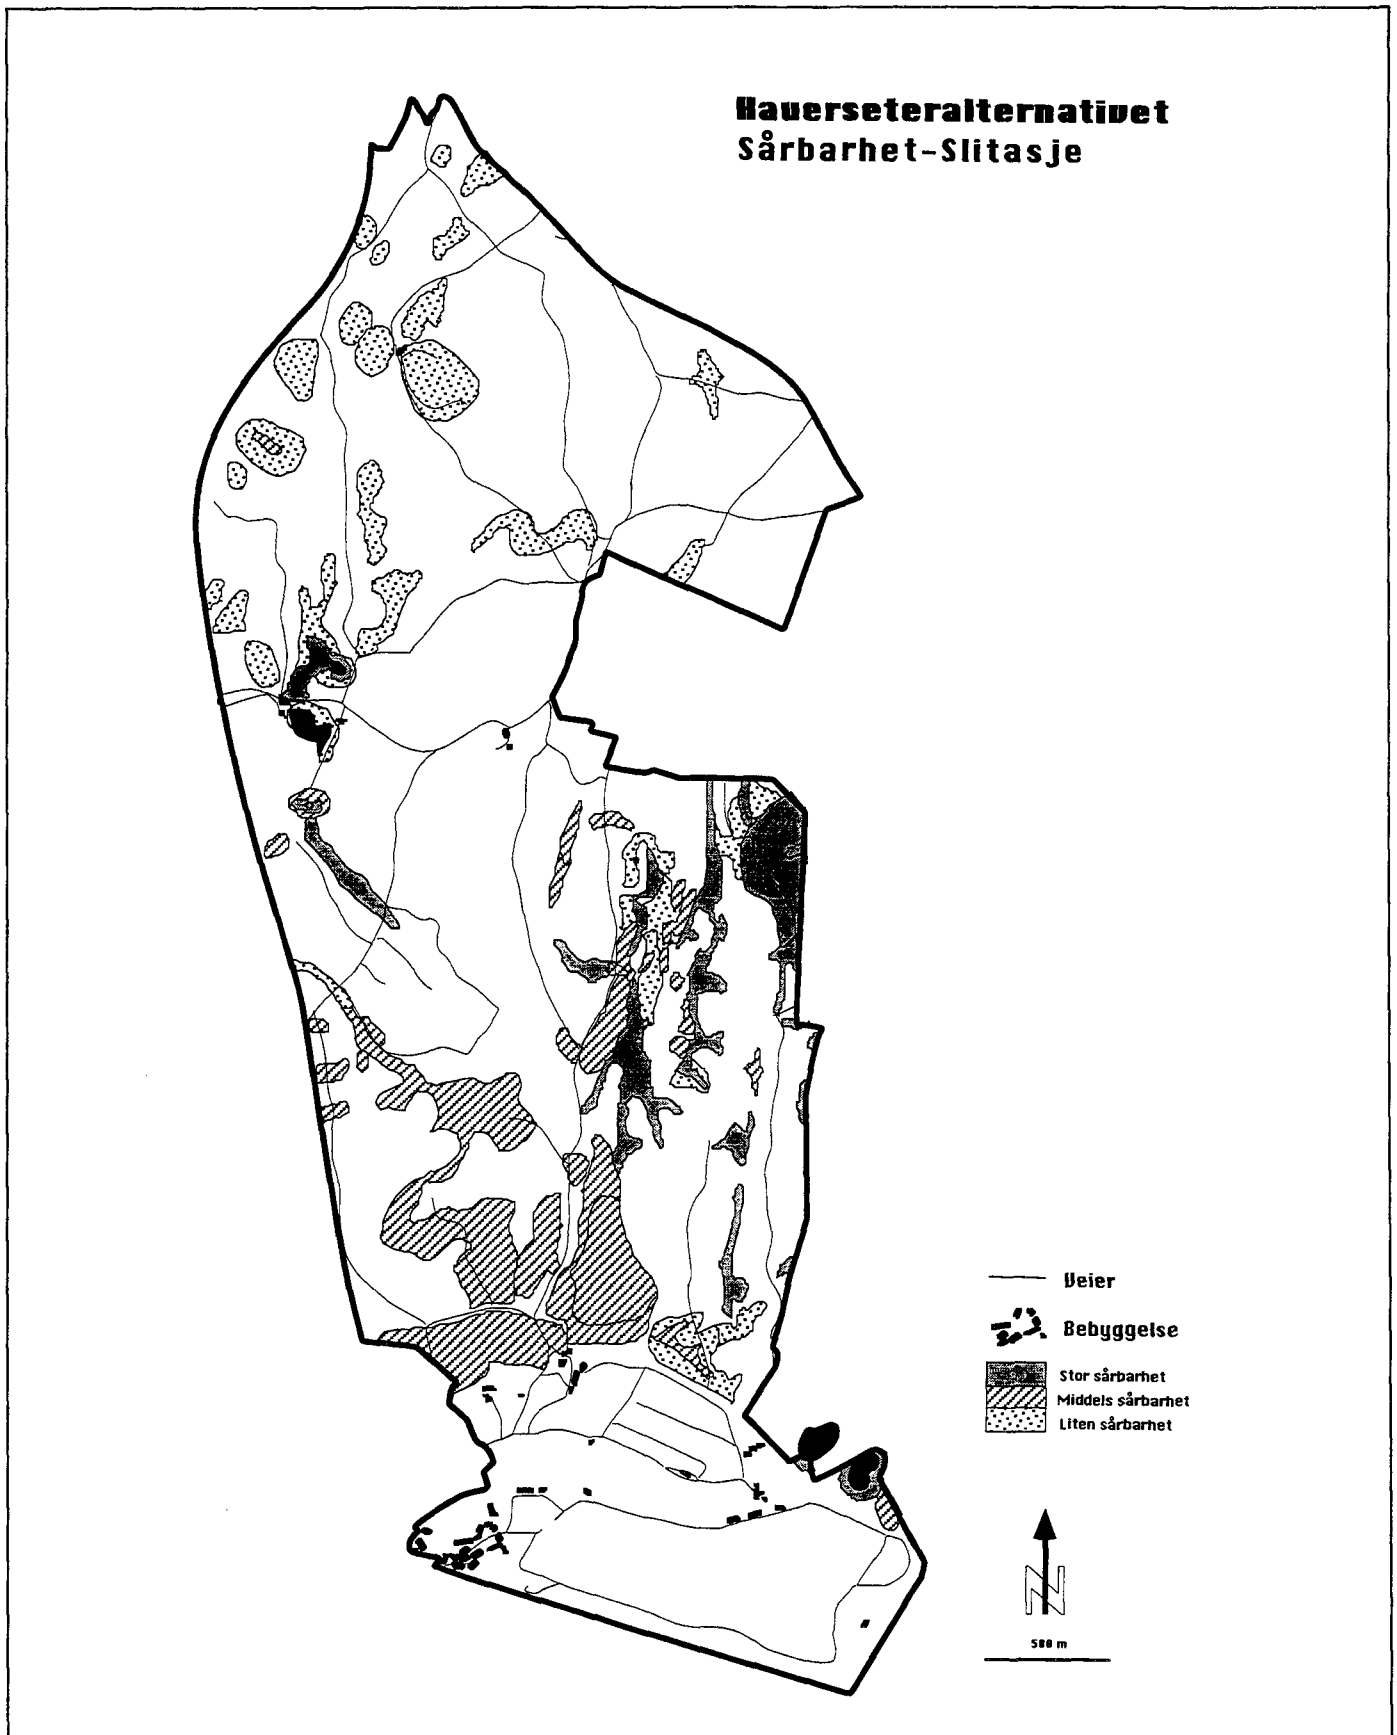 Hauerseteralternativet
Sårbarhet-Slitasje
Veier
Bebyggelse
Stor sårbarhet
Middels sårbarhet
Liten sårbarhet
N
500 m